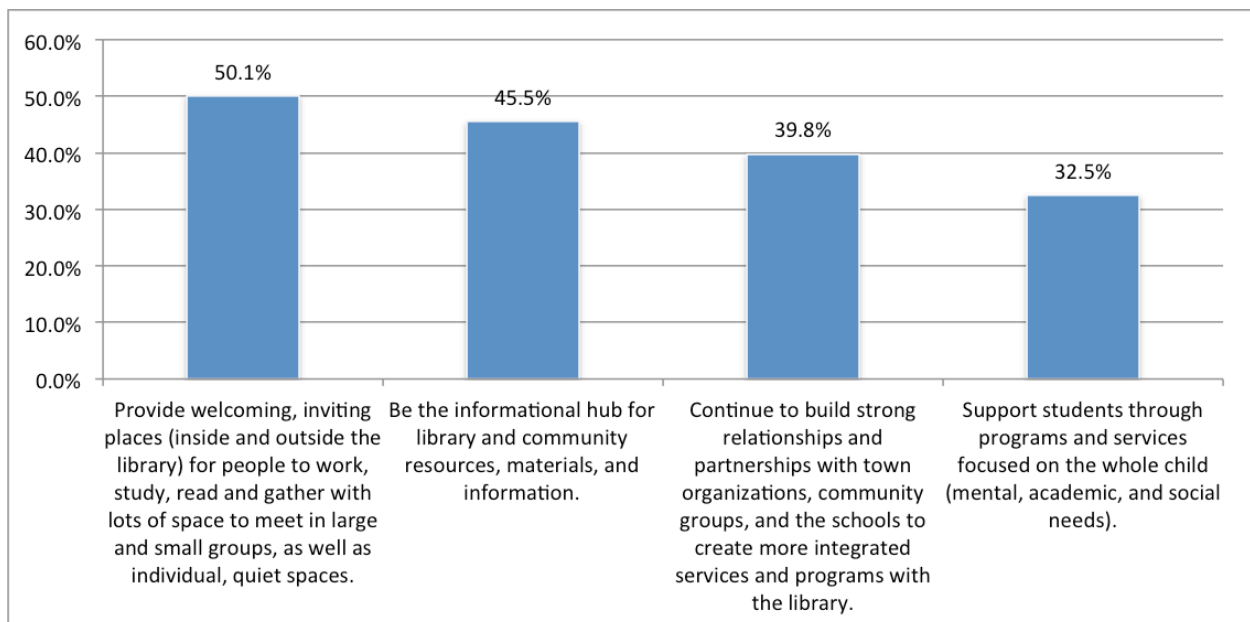 60.0%
50.0%
40.0%
30.0%
20.0%
10.0%
0.0%
50.1%
45.5%
39.8%
32.5%
Provide welcoming, inviting
places (inside and outside the
library) for people to work,
study, read and gather with
lots of space to meet in large
and small groups, as well as
individual, quiet spaces.
Be the informational hub for
library and community
resources, materials, and
information.
Continue to build strong
relationships and
partnerships with town
organizations, community
groups, and the schools to
create more integrated
services and programs with
the library.
Support students through
programs and services
focused on the whole child
(mental, academic, and social
needs).